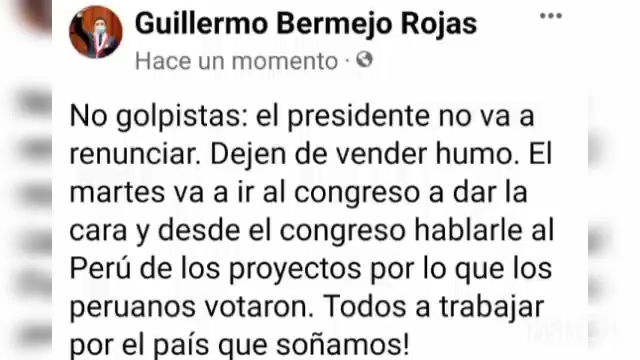 Guillermo Bermejo Rojas
Hace un momento ·
No golpistas: el presidente no va a
renunciar. Dejen de vender humo. El
martes va a ir al congreso a dar la
cara y desde el congreso hablarle al
Perú de los proyectos por lo que los
peruanos votaron. Todos a trabajar
por el país que soñamos!